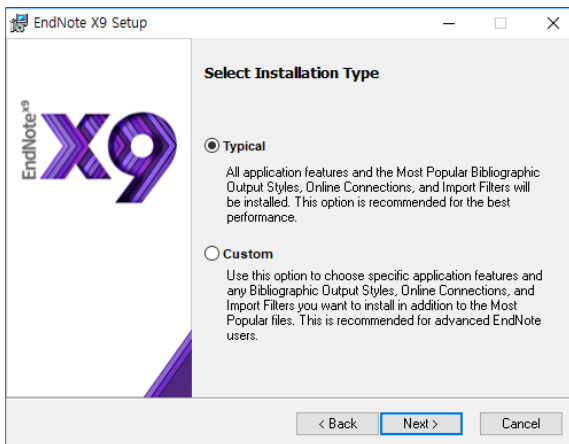 EndNote X9 Setup
Select Installation Type
EndNote X9
X9
Typical
All application features and the Most Popular Bibliographic
Output Styles, Online Connections, and Import Filters will
be installed. This option is recommended for the best
performance.
Custom
Use this option to choose specific application features and
any Bibliographic Output Styles, Online Connections, and
Import Filters you want to install in addition to the Most
Popular files. This is recommended for advanced EndNote
users.
< Back Next > Cancel